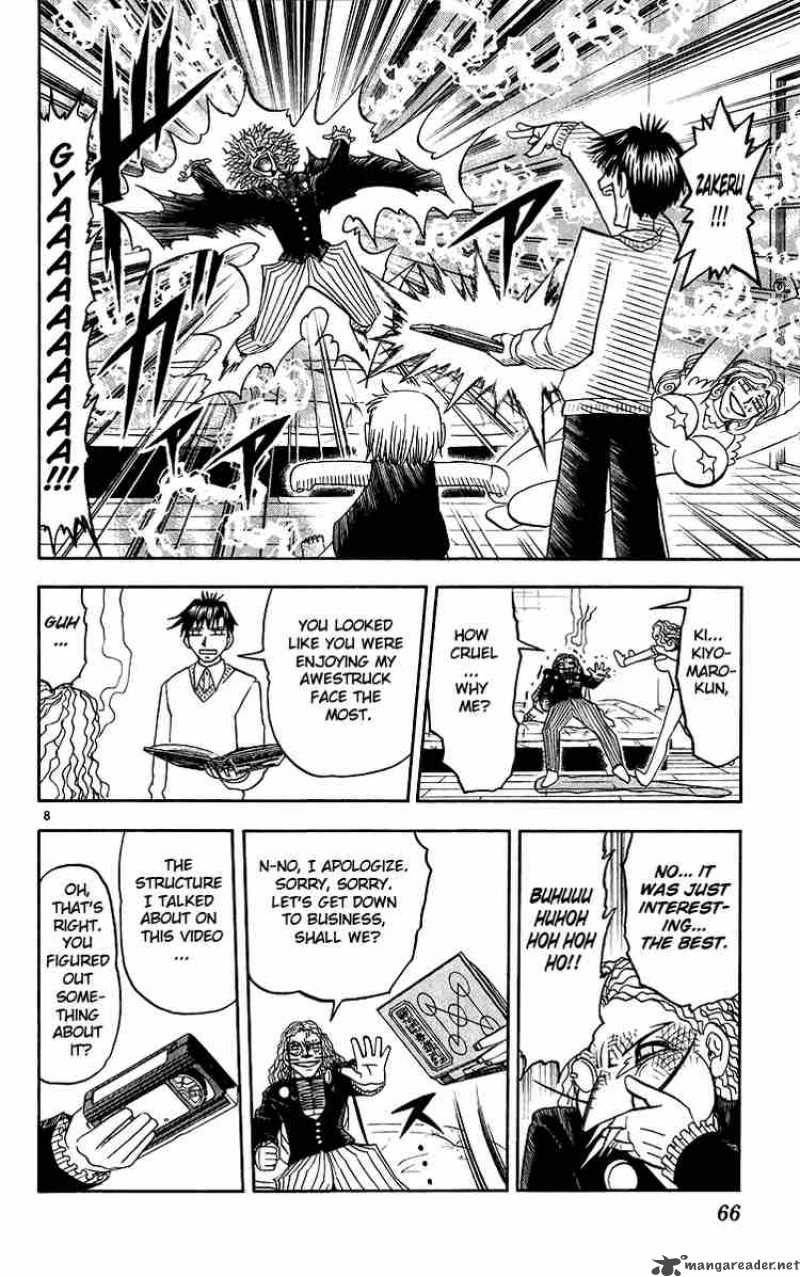 ZAKERU
!!!
GYAAAAAAAAAAA!!!
KI...
KIYO-
MARO-
KUN,
HOW
CRUEL
...
WHY
ME?
YOU LOOKED
LIKE YOU WERE
ENJOYING MY
AWESTRUCK
FACE THE
MOST.
GUH
...
8
NO... IT
WAS JUST
INTEREST-
ING...
THE BEST.
BUHUUU
HUHOH
HOH HOH
HO!!
N-NO, I APOLOGIZE.
SORRY, SORRY.
LET'S GET DOWN
TO BUSINESS,
SHALL WE?
THE
STRUCTURE
I TALKED
ABOUT ON
THIS VIDEO
...
OH,
THAT'S
RIGHT.
YOU
FIGURED
OUT
SOME-
THING
ABOUT
IT?
66
mangareader.net